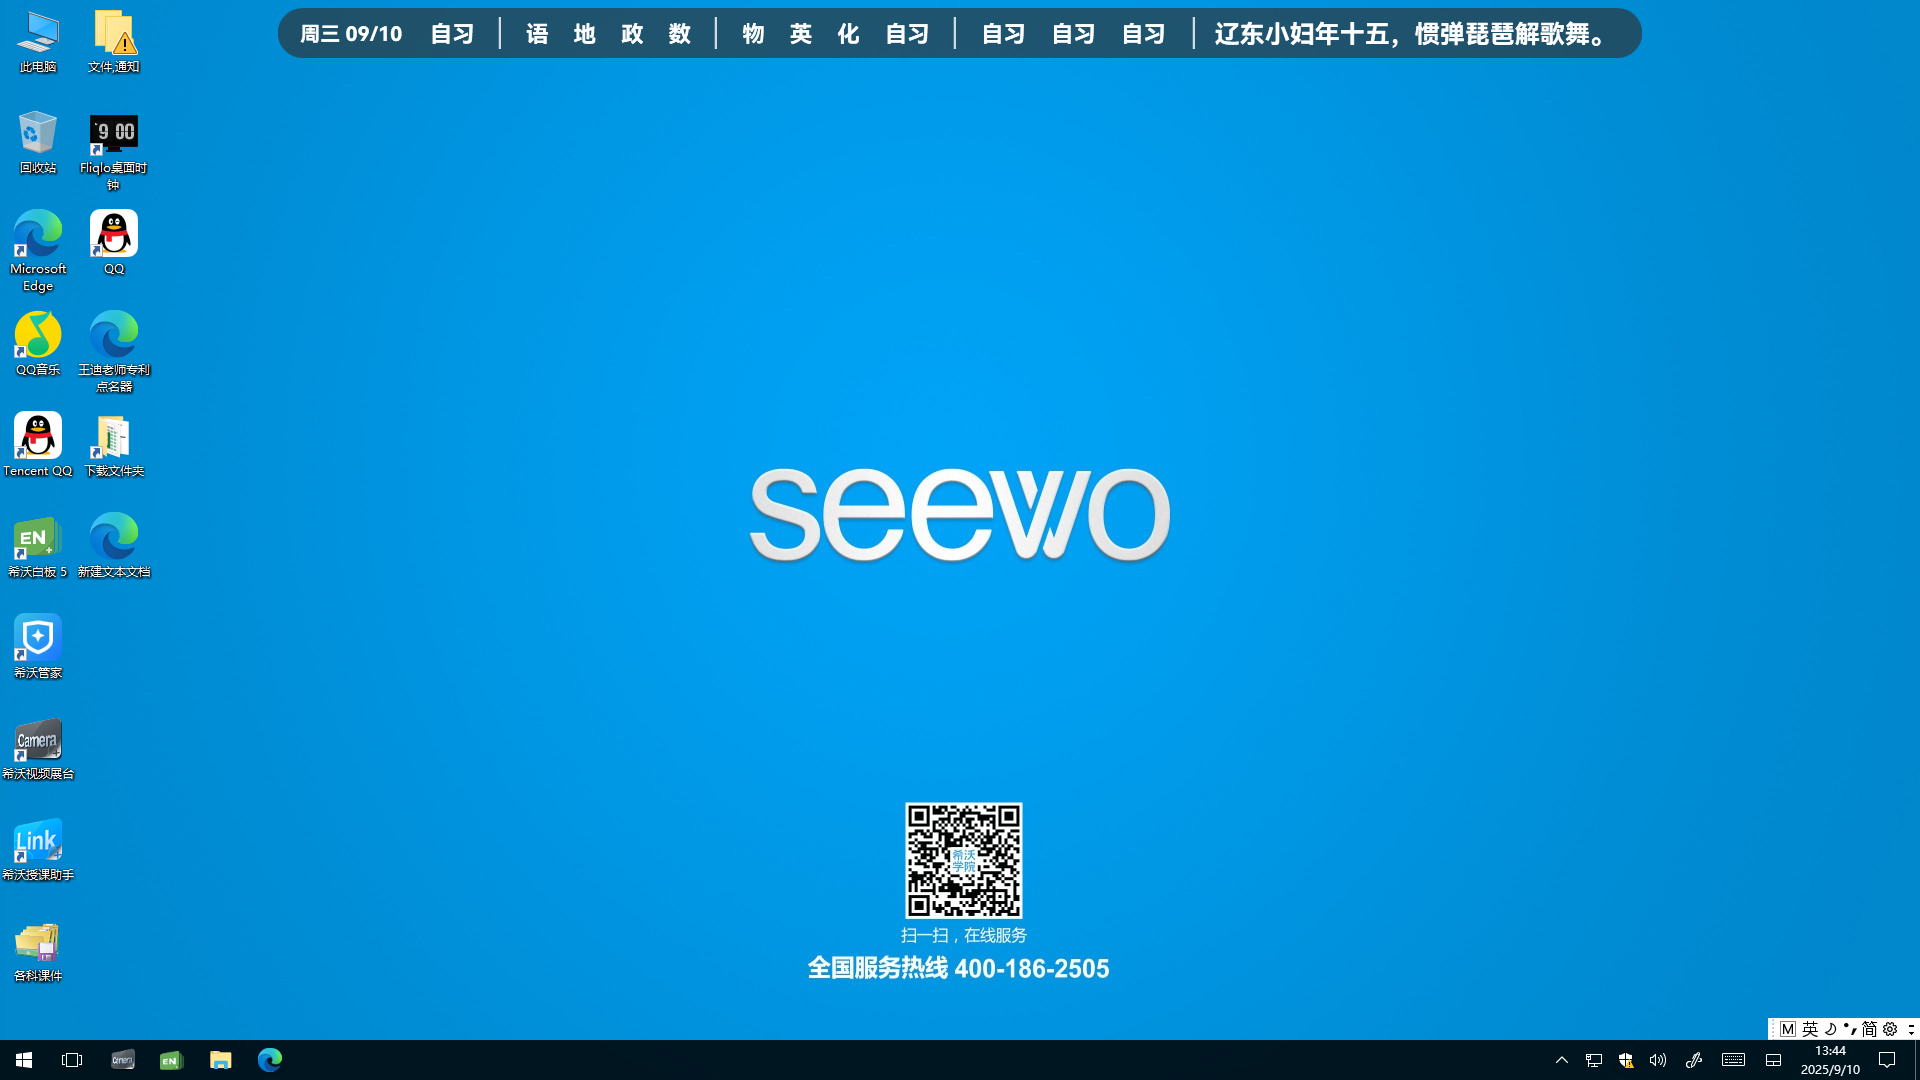 周三 09/10 自习 | 语 地 政 数 | 物 英 化 自习 | 自习 自习 自习 | 辽东小妇年十五，惯弹琵琶解歌舞。
此电脑
文件,通知
回收站
9 00
Fliqlo桌面时
钟
Microsoft
Edge
QQ
QQ音乐
王迪老师专利
点名器
Tencent QQ
下载文件夹
EN
希沃白板 5
新建文本文档
希沃管家
Camera
希沃视频展台
Link
希沃授课助手
各科课件
seewo
希沃
学院
扫一扫，在线服务
全国服务热线 400-186-2505
M 英 简
Camera
EN
13:44
2025/9/10